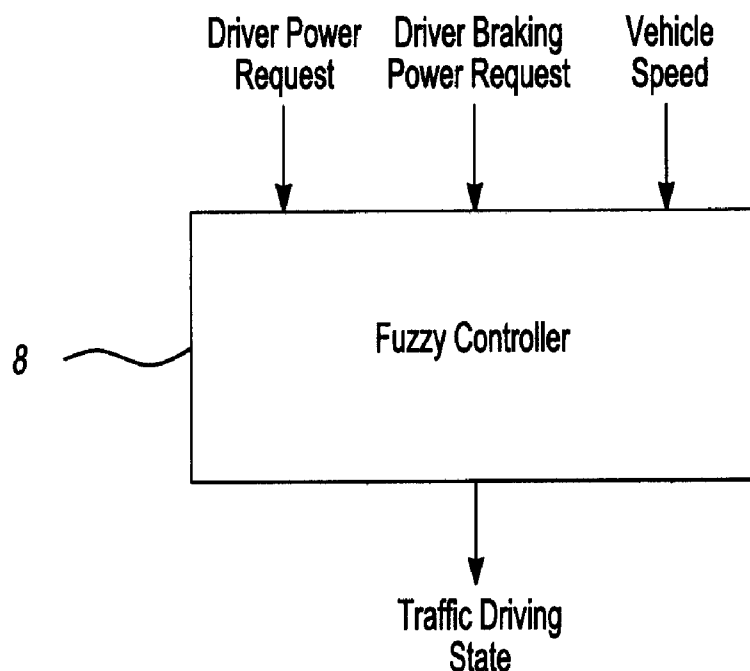 Driver Power
Request
Driver Braking
Power Request
Vehicle
Speed
8
Fuzzy Controller
Traffic Driving
State